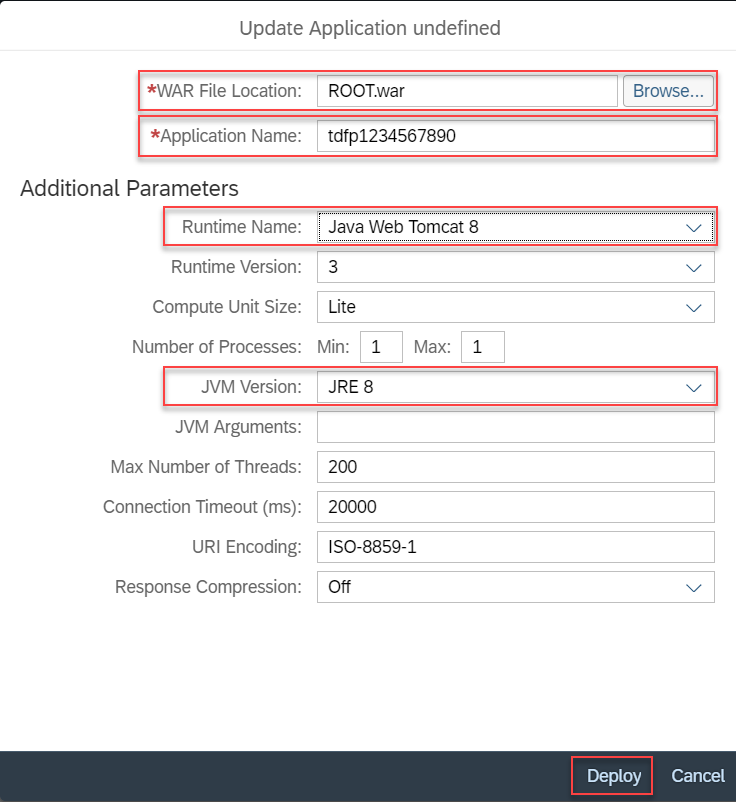 Update Application undefined
*WAR File Location: ROOT.war Browse...
*Application Name: tdfp1234567890
Additional Parameters
Runtime Name: Java Web Tomcat 8
Runtime Version: 3
Compute Unit Size: Lite
Number of Processes: Min: 1 Max: 1
JVM Version: JRE 8
JVM Arguments:
Max Number of Threads: 200
Connection Timeout (ms): 20000
URI Encoding: ISO-8859-1
Response Compression: Off
Deploy Cancel